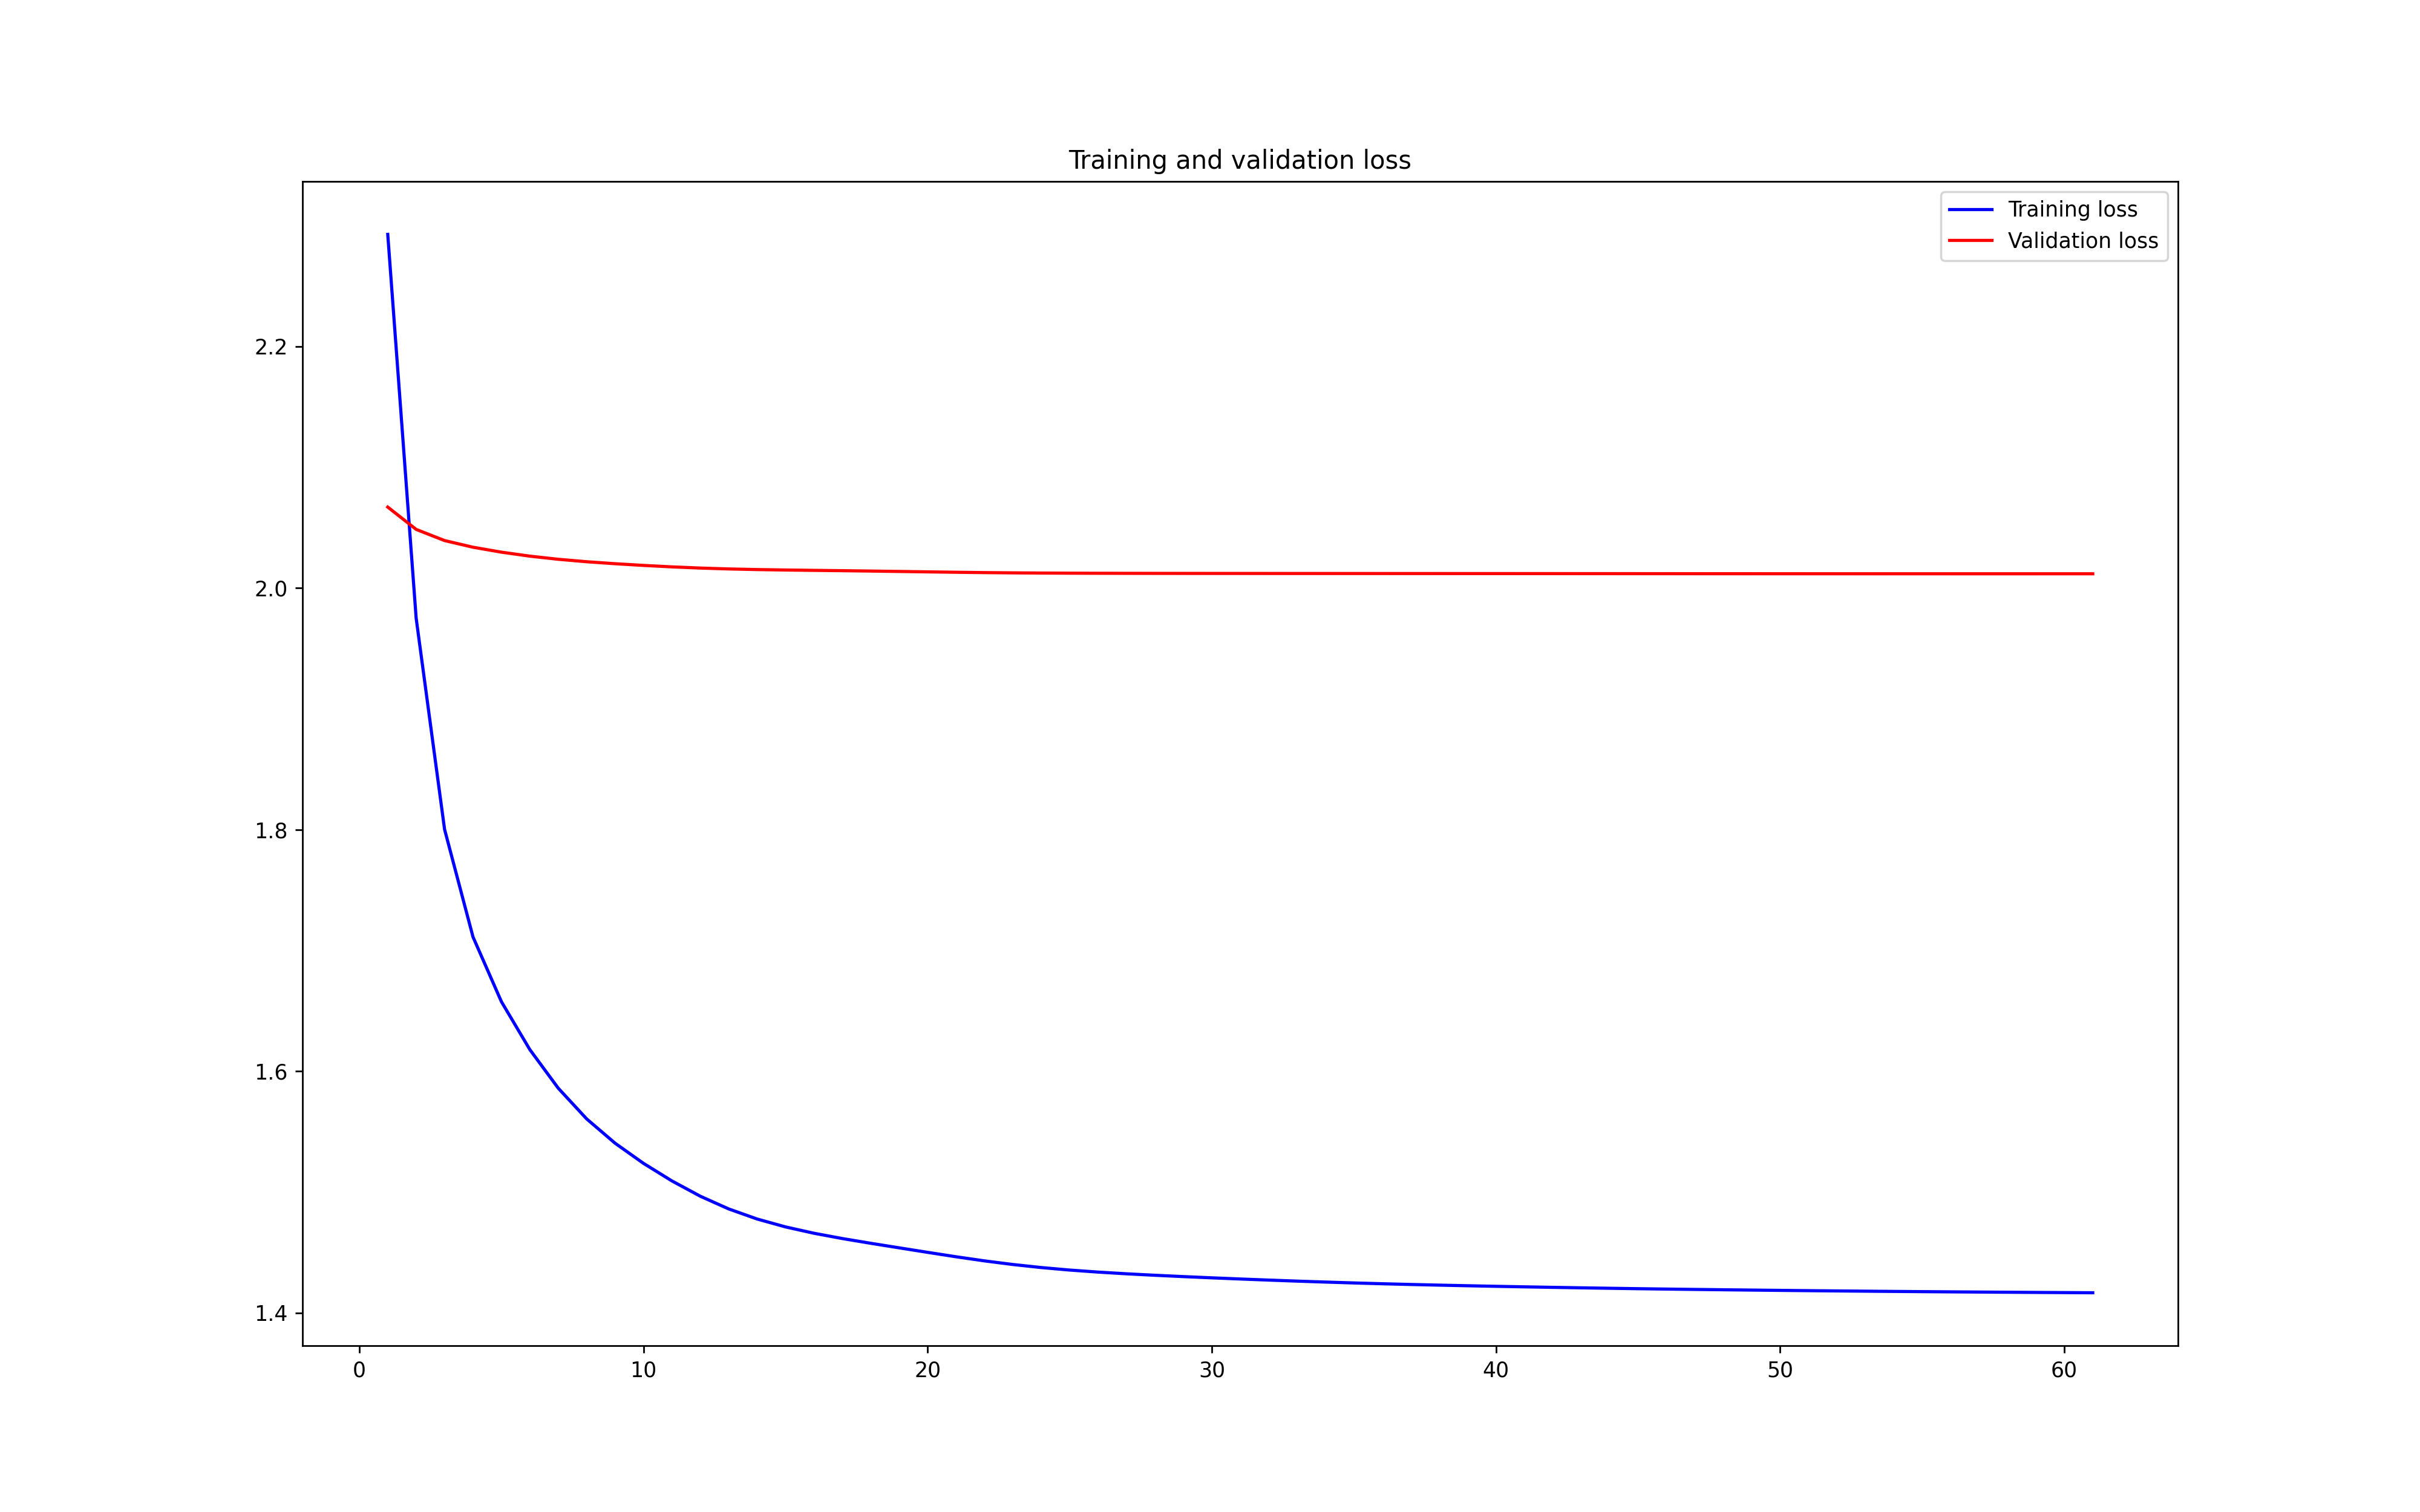 Training and validation loss
Training loss
Validation loss
2.2
2.0
1.8
1.6
1.4
0 10 20 30 40 50 60